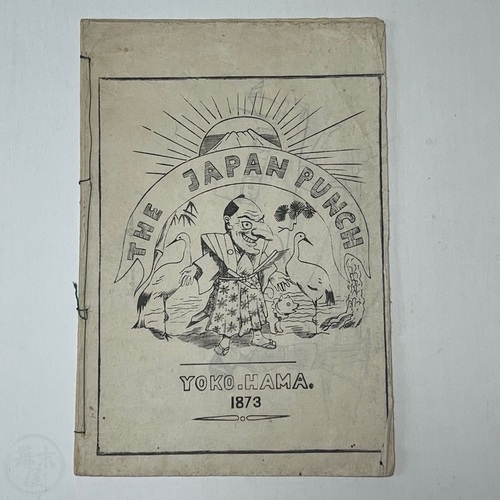 THE JAPAN PUNCH
YOKO.HAMA.
1873